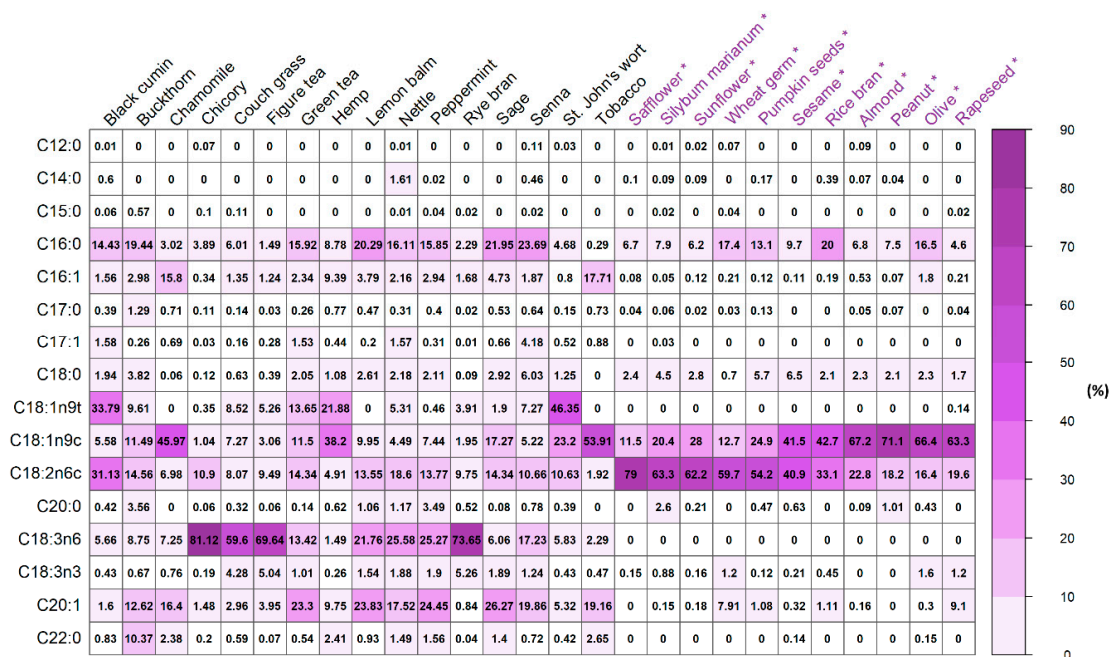 Black cumin
Buckthorn
Chamomile
Chicory
Couch grass
Figure tea
Green tea
Hemp
Lemon balm
Nettle
Peppermint
Rye bran
Sage
Senna
St. John's wort
Tobacco
Safflower *
Silybum marianum *
Sunflower *
Wheat germ *
Pumpkin seeds *
Sesame *
Rice bran *
Almond *
Peanut *
Olive *
Rapeseed *
C12:0 0.01 0 0 0.07 0 0 0 0 0 0.01 0 0 0 0.11 0.03 0 0 0.01 0.02 0.07 0 0 0 0.09 0 0 0
C14:0 0.6 0 0 0 0 0 0 0 0 1.61 0.02 0 0 0.46 0 0 0.1 0.09 0.09 0 0.17 0 0.39 0.07 0.04 0 0
C15:0 0.06 0.57 0 0.1 0.11 0 0 0 0 0.01 0.04 0.02 0 0.02 0 0 0 0.02 0 0.04 0 0 0 0 0 0 0.02
C16:0 14.43 19.44 3.02 3.89 6.01 1.49 15.92 8.78 20.29 16.11 15.85 2.29 21.95 23.69 4.68 0.29 6.7 7.9 6.2 17.4 13.1 9.7 20 6.8 7.5 16.5 4.6
C16:1 1.56 2.98 15.8 0.34 1.35 1.24 2.34 9.39 3.79 2.16 2.94 1.68 4.73 1.87 0.8 17.71 0.08 0.05 0.12 0.21 0.12 0.11 0.19 0.53 0.07 1.8 0.21
C17:0 0.39 1.29 0.71 0.11 0.14 0.03 0.26 0.77 0.47 0.31 0.4 0.02 0.53 0.64 0.15 0.73 0.04 0.06 0.02 0.03 0.13 0 0 0.05 0.07 0 0.04
C17:1 1.58 0.26 0.69 0.03 0.16 0.28 1.53 0.44 0.2 1.57 0.31 0.01 0.66 4.18 0.52 0.88 0 0.03 0 0 0 0 0 0 0 0 0
C18:0 1.94 3.82 0.06 0.12 0.63 0.39 2.05 1.08 2.61 2.18 2.11 0.09 2.92 6.03 1.25 0 2.4 4.5 2.8 0.7 5.7 6.5 2.1 2.3 2.1 2.3 1.7
C18:1n9t 33.79 9.61 0 0.35 8.52 5.26 13.65 21.88 0 5.31 0.46 3.91 1.9 7.27 46.35 0 0 0 0 0 0 0 0 0 0 0 0.14
C18:1n9c 5.58 11.49 45.97 1.04 7.27 3.06 11.5 38.2 9.95 4.49 7.44 1.95 17.27 5.22 23.2 53.91 11.5 20.4 28 12.7 24.9 41.5 42.7 67.2 71.1 66.4 63.3
C18:2n6c 31.13 14.56 6.98 10.9 8.07 9.49 14.34 4.91 13.55 18.6 13.77 9.75 14.34 10.66 10.63 1.92 79 63.3 62.2 59.7 54.2 40.9 33.1 22.8 18.2 16.4 19.6
C20:0 0.42 3.56 0 0.06 0.32 0.06 0.14 0.62 1.06 1.17 3.49 0.52 0.08 0.78 0.39 0 0 2.6 0.21 0 0.47 0.63 0 0.09 1.01 0.43 0
C18:3n6 5.66 8.75 7.25 81.12 59.6 69.64 13.42 1.49 21.76 25.58 25.27 73.65 6.06 17.23 5.83 2.29 0 0 0 0 0 0 0 0 0 0 0
C18:3n3 0.43 0.67 0.76 0.19 4.28 5.04 1.01 0.26 1.54 1.88 1.9 5.26 1.89 1.24 0.43 0.47 0.15 0.88 0.16 1.2 0.12 0.21 0.45 0 0 1.6 1.2
C20:1 1.6 12.62 16.4 1.48 2.96 3.95 23.3 9.75 23.83 17.52 24.45 0.84 26.27 19.86 5.32 19.16 0 0.15 0.18 7.91 1.08 0.32 1.11 0.16 0 0.3 9.1
C22:0 0.83 10.37 2.38 0.2 0.59 0.07 0.54 2.41 0.93 1.49 1.56 0.04 1.4 0.72 0.42 2.65 0 0 0 0 0 0.14 0 0 0 0.15 0
90
80
70
60
50
40
30
20
10
0
(%)